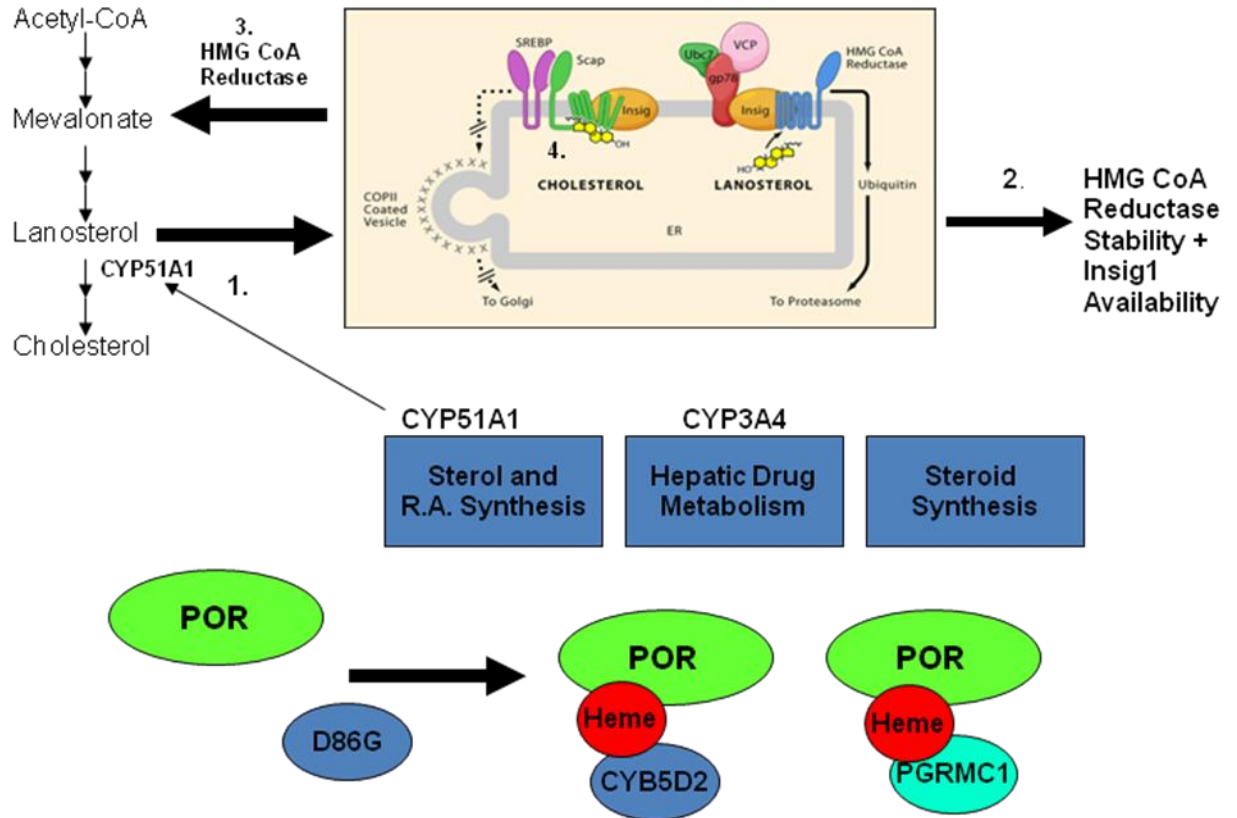 Acetyl-CoA
3.
HMG CoA
Reductase
Mevalonate
Lanosterol
CYP51A1
1.
Cholesterol
SREBP
Scap
Insig
OH
4.
CHOLESTEROL
COPII
Coated
Vesicle
XXXXXXXXXXXXXX
ER
To Golgi
Ubc7
VCP
gp78
HMG CoA
Reductase
Insig
HO
LANOSTEROL
Ubiquitin
To Proteasome
2.
HMG CoA
Reductase
Stability +
Insig1
Availability
CYP51A1
CYP3A4
Sterol and
R.A. Synthesis
Hepatic Drug
Metabolism
Steroid
Synthesis
POR
D86G
POR
Heme
CYB5D2
POR
Heme
PGRMC1